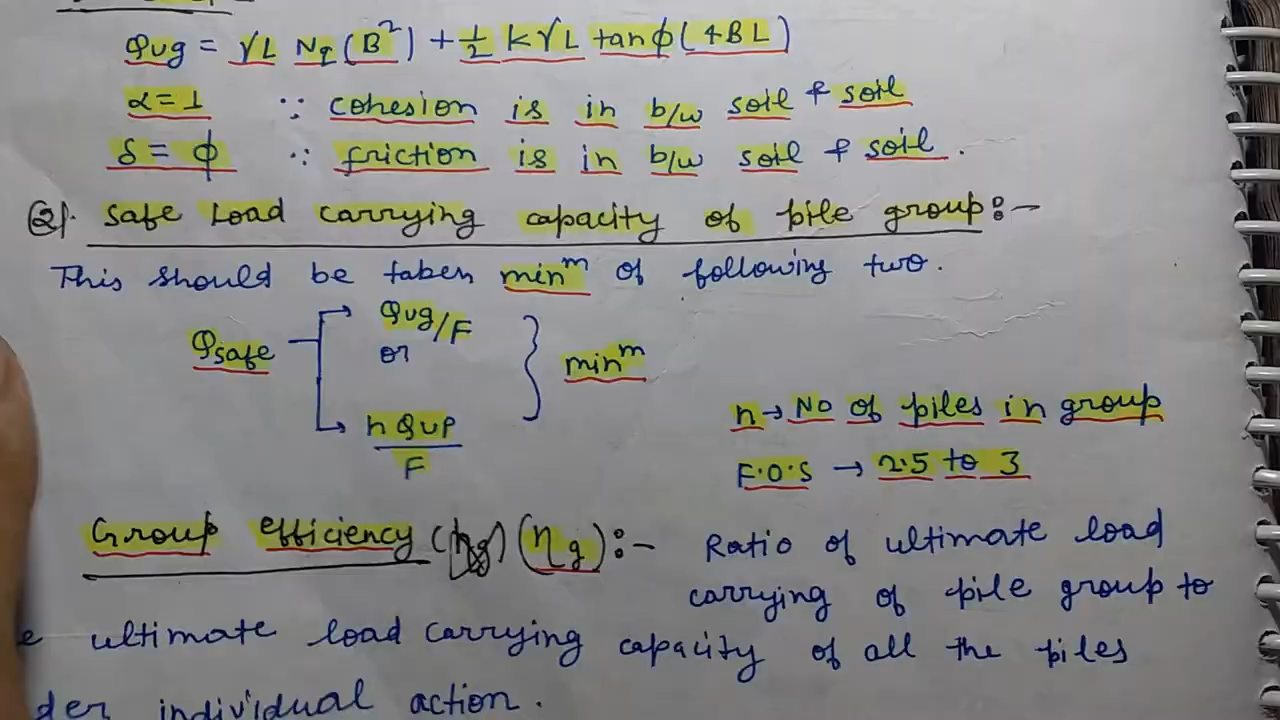 Qug = γL Nq (B²) + 1/2 KγL tanϕ(4BL)
α = 1 ∵ cohesion is in b/w soil & soil
δ = ϕ ∵ friction is in b/w soil & soil.
(2). Safe Load carrying capacity of pile group:-
This should be taken minᵐ of following two.
Qsafe → Qug/F
or
→ nQup/F } minᵐ
n → No of piles in group
F.O.S → 2.5 to 3
Group efficiency (ηg) :- Ratio of ultimate load
carrying of pile group to
ultimate load carrying capacity of all the piles
individual action.